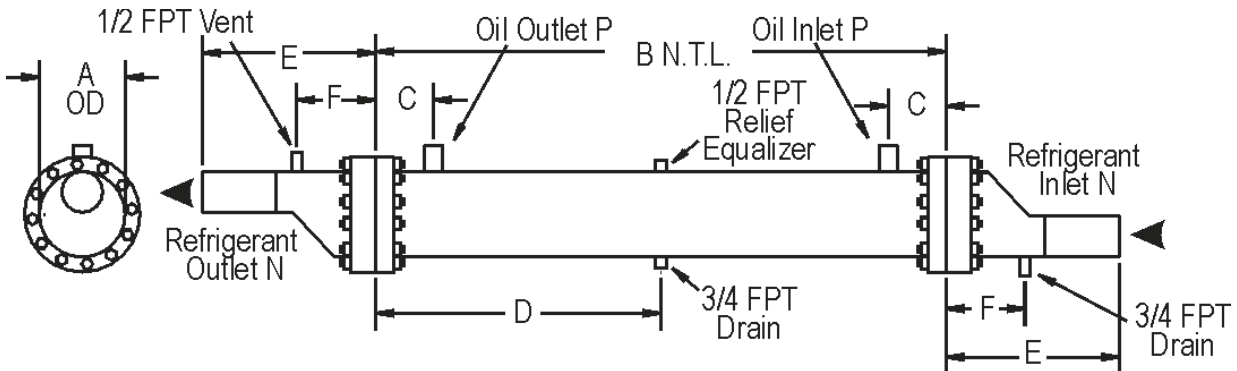 1/2 FPT Vent
Oil Outlet P
Oil Inlet P
E
B N.T.L.
A
OD
F
C
1/2 FPT
Relief
Equalizer
C
Refrigerant
Inlet N
Refrigerant
Outlet N
D
3/4 FPT
Drain
F
E
3/4 FPT
Drain